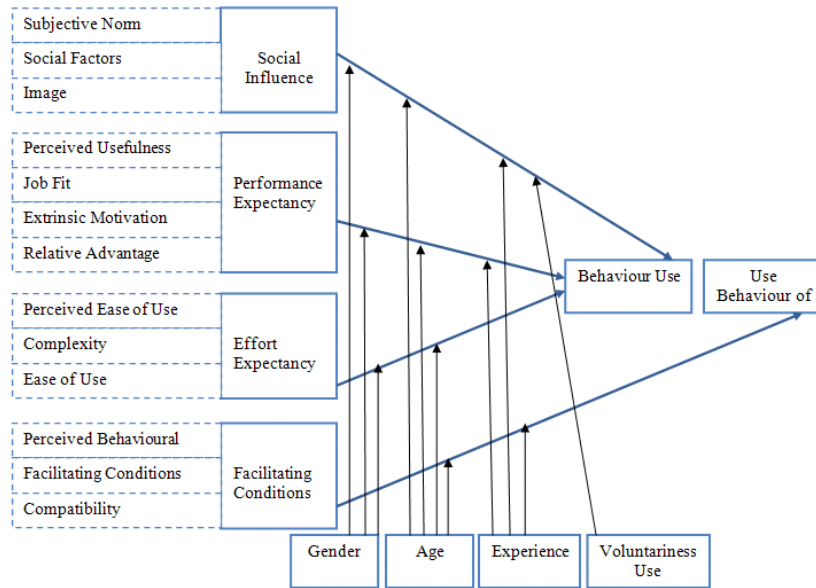 Subjective Norm
Social Factors
Image
Social
Influence
Perceived Usefulness
Job Fit
Extrinsic Motivation
Relative Advantage
Performance
Expectancy
Perceived Ease of Use
Complexity
Ease of Use
Effort
Expectancy
Perceived Behavioural
Facilitating Conditions
Compatibility
Facilitating
Conditions
Behaviour Use
Use
Behaviour of
Gender
Age
Experience
Voluntariness
Use